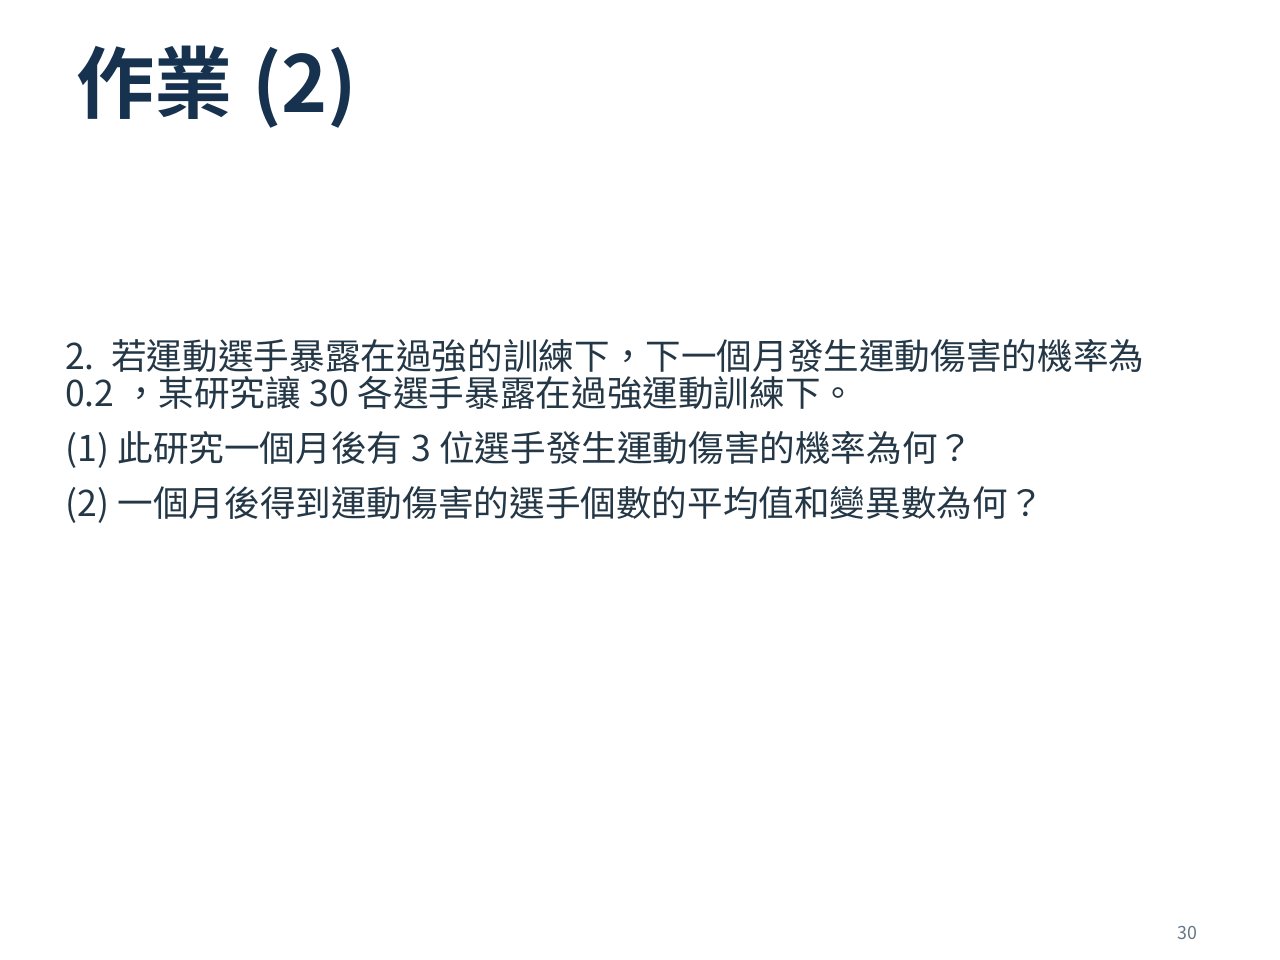 作業 (2)
2. 若運動選手暴露在過強的訓練下，下一個月發生運動傷害的機率為
0.2 ，某研究讓 30 各選手暴露在過強運動訓練下。
(1) 此研究一個月後有 3 位選手發生運動傷害的機率為何？
(2) 一個月後得到運動傷害的選手個數的平均值和變異數為何？
30